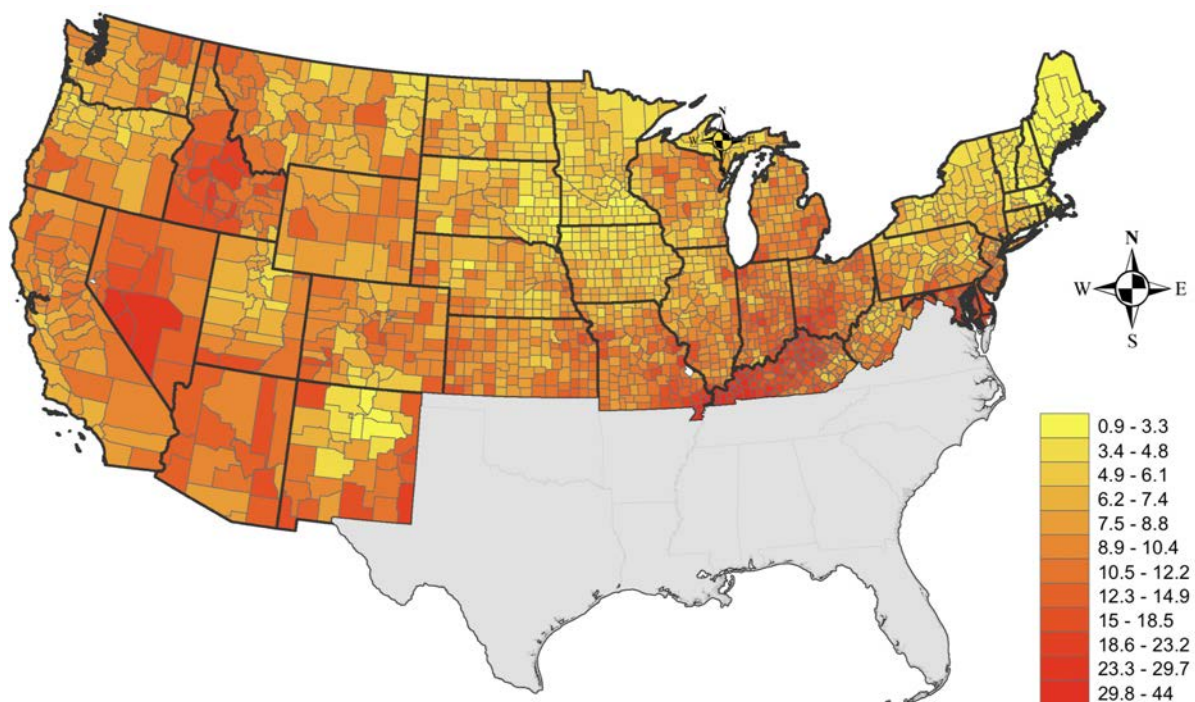 N
W E
N
W E
S
0.9 - 3.3
3.4 - 4.8
4.9 - 6.1
6.2 - 7.4
7.5 - 8.8
8.9 - 10.4
10.5 - 12.2
12.3 - 14.9
15 - 18.5
18.6 - 23.2
23.3 - 29.7
29.8 - 44